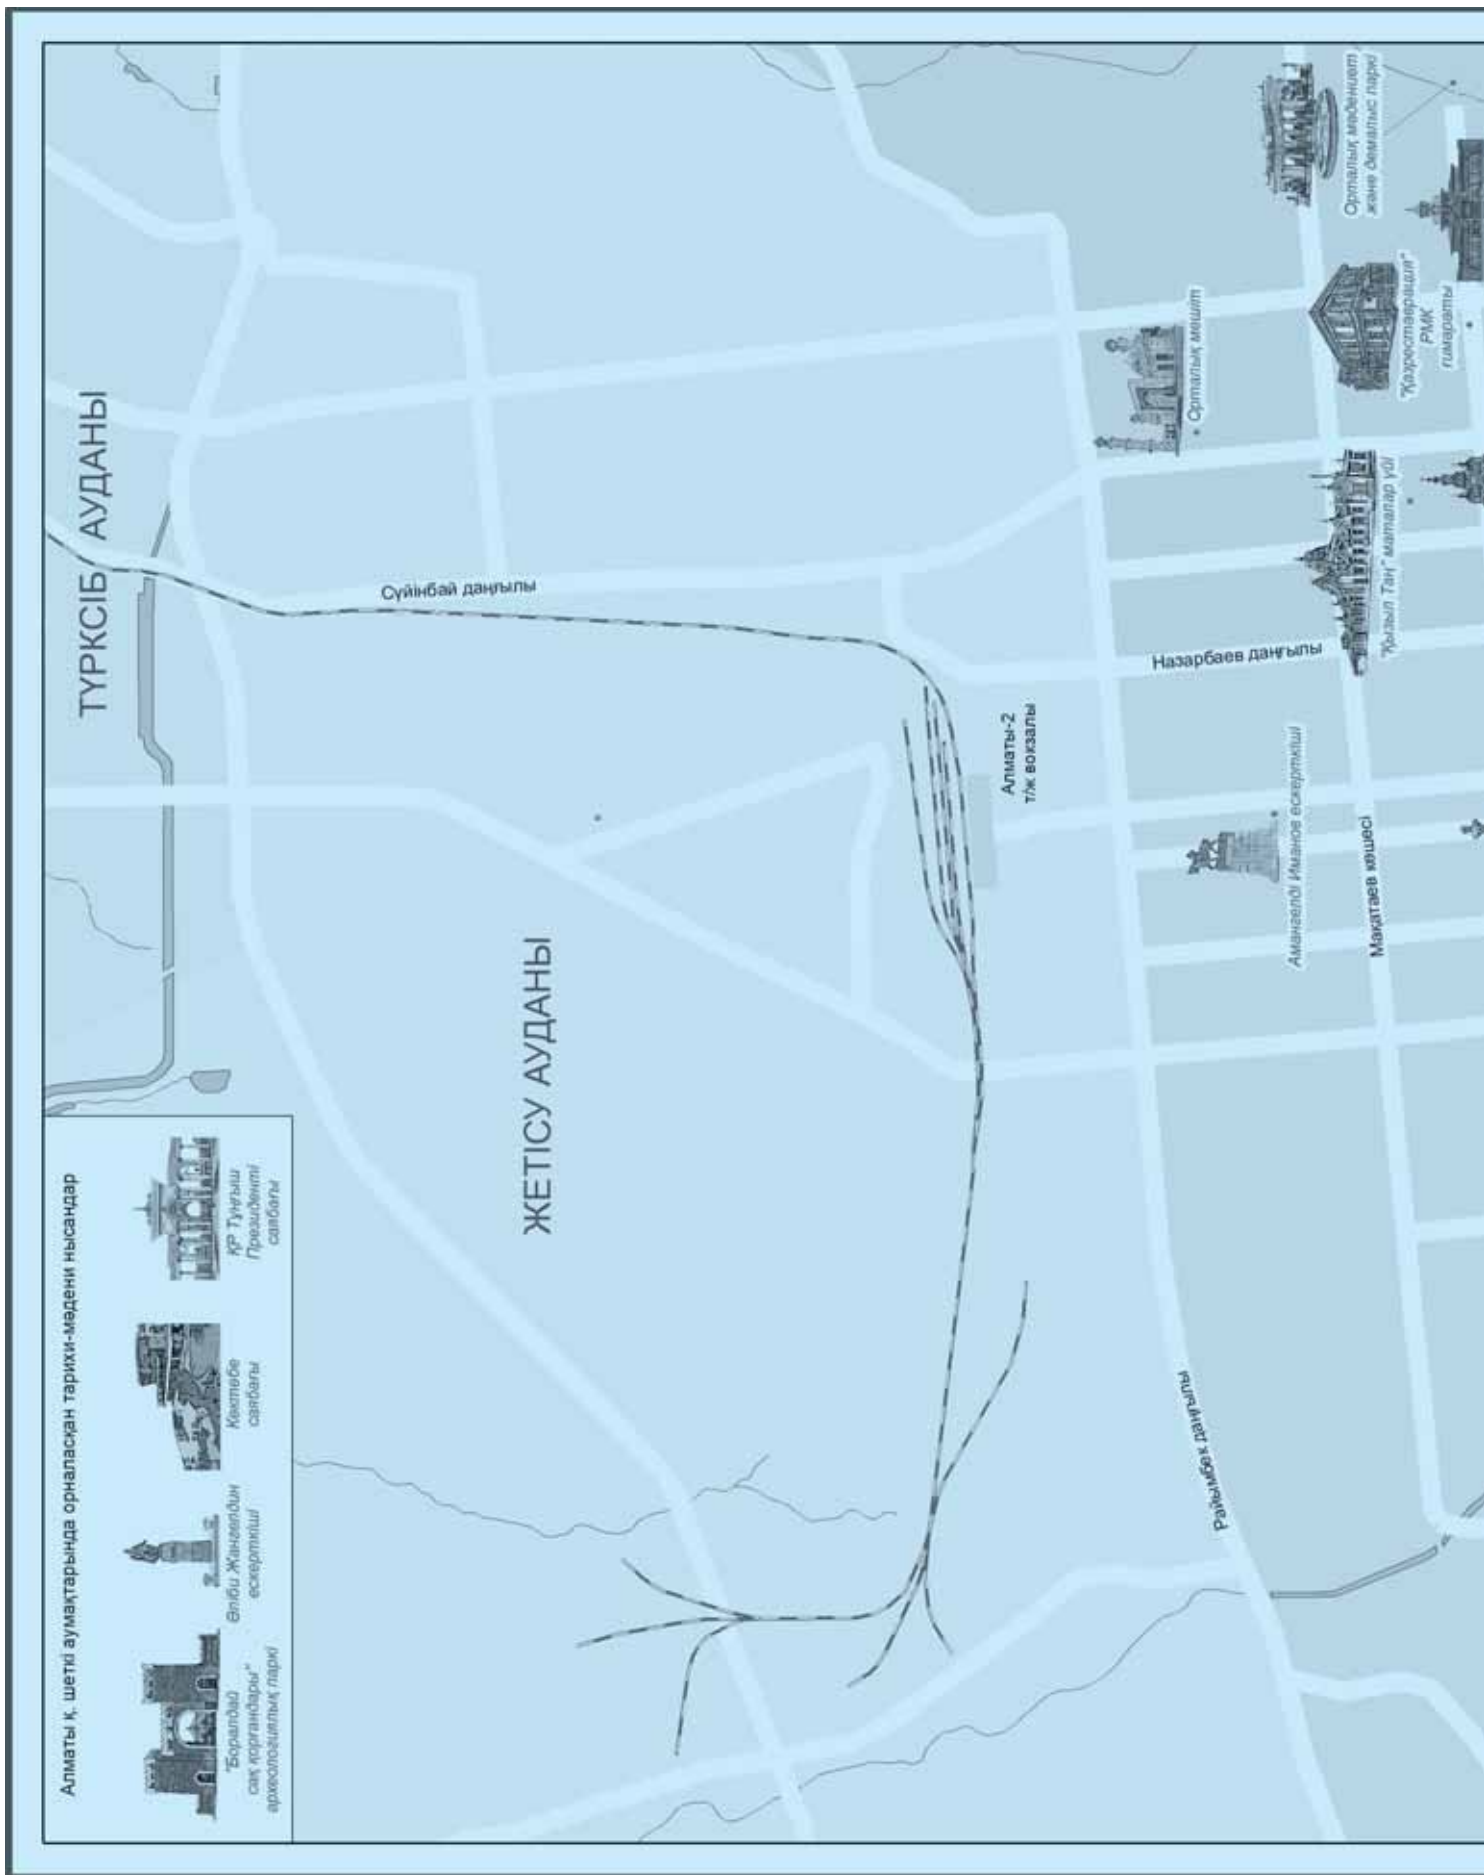 Алматы қ. шеткі аумақтарында орналасқан тарихи-мәдени нысандар
"Боралдай
сақ қорғандары"
археологиялық паркі
Әліби Жангелдин
ескерткіші
Көктөбе
саябағы
ҚР Тұңғыш
Президенті
саябағы
ТҮРКСІБ АУДАНЫ
ЖЕТІСУ АУДАНЫ
Сүйінбай даңғылы
Алматы-2
т/ж вокзалы
Назарбаев даңғылы
Райымбек даңғылы
Орталық мешіт
Амангелді Иманов ескерткіші
Мақатаев көшесі
"Қызыл Таң" маталар үйі
"Қазреставрация"
РМК
ғимараты
Орталық мәдениет
және демалыс паркі